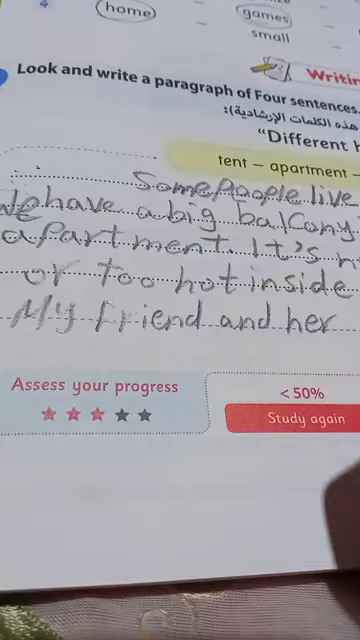 4
home
games
small
Writin
Look and write a paragraph of Four sentences.
هذه الكلمات الإرشادية):
"Different h
tent – apartment –
Some people live
We have a big balcony
apartment. It's n
or too hot inside
My friend and her
Assess your progress
< 50%
Study again